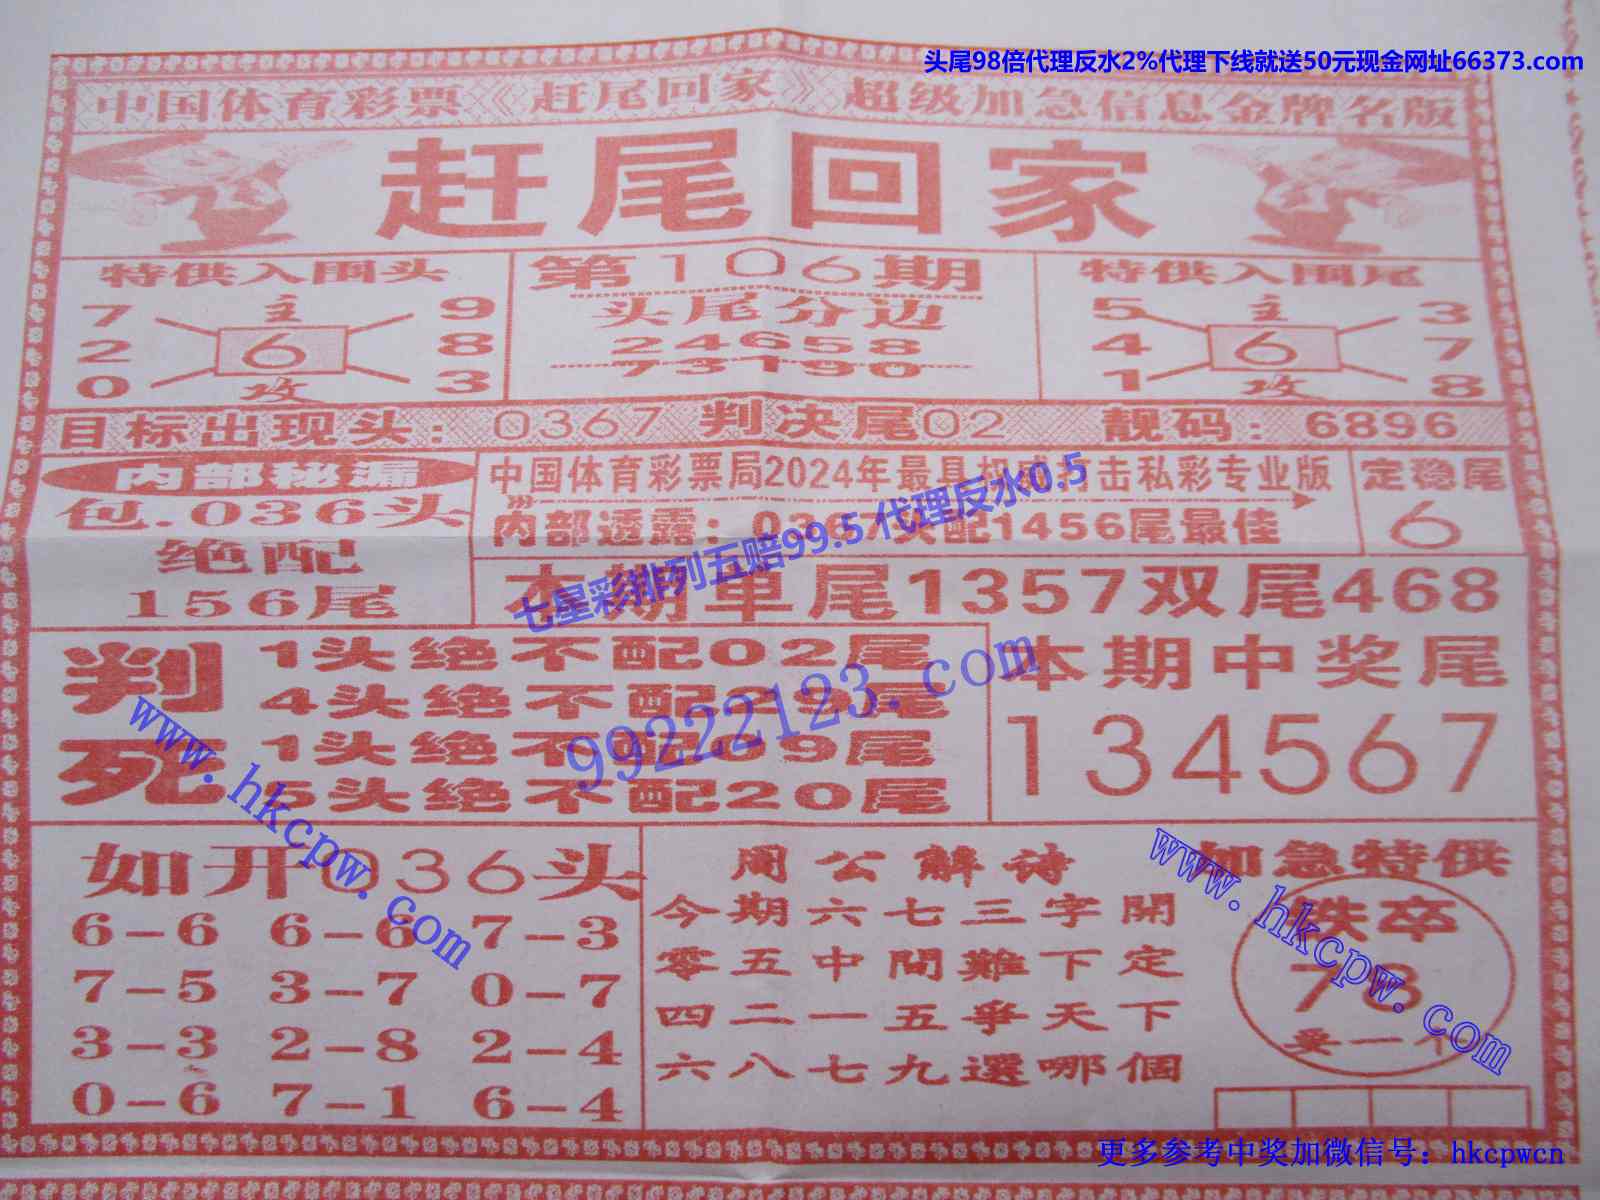 头尾98倍代理反水2%代理下线就送50元现金网址66373.com
中国体育彩票《赶尾回家》超级加急信息金牌名版
赶尾回家
特供入围头
7 主 9
2 6 8
0 攻 3
第106期
头尾分边
24658
73190
特供入围尾
5 主 3
4 6 7
1 攻 8
目标出现头：0367 判决尾02 靓码：6896
内部秘漏
包.036头
绝配
156尾
中国体育彩票局2024年最具权威打击私彩专业版
内部透露：0367头配1456尾最佳
定稳尾
6
七星彩排列五赔99.5代理反水0.5
本期单尾1357双尾468
判死
1头绝不配02尾
4头绝不配29尾
1头绝不配 9尾
5头绝不配20尾
99222123.com
本期中奖尾
134567
www.hkcpw.com
如开036头
6-6 6-6 7-3
7-5 3-7 0-7
3-3 2-8 2-4
0-6 7-1 6-4
周公解诗
今期六七三字開
零五中間難下定
四二一五爭天下
六八七九選哪個
加急特供
卒
78
买一个
www.hkcpw.com
更多参考中奖加微信号：hkcpwcn